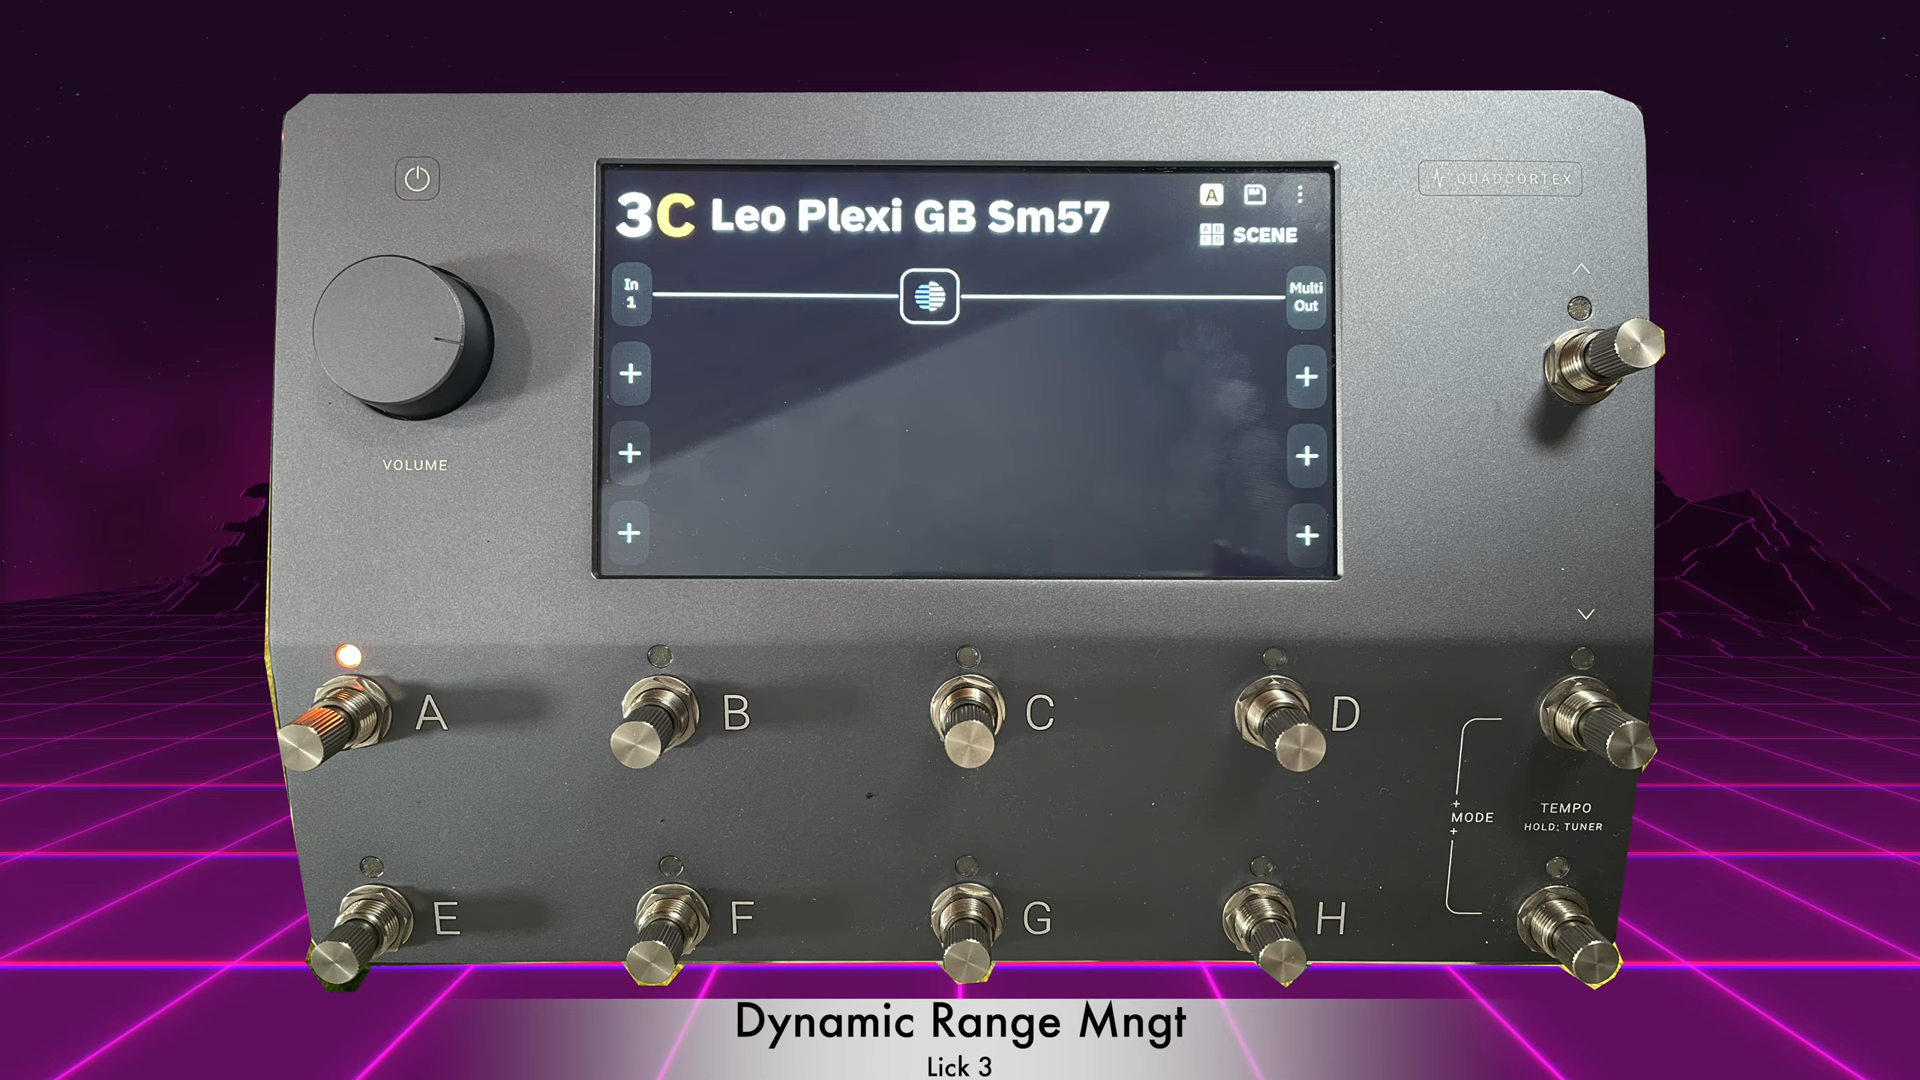 3C Leo Plexi GB Sm57
A
SCENE
QUADCORTEX
In
1
Multi
Out
+
+
+
+
+
+
VOLUME
A
B
C
D
+
MODE
+
TEMPO
HOLD: TUNER
E
F
G
H
Dynamic Range Mngt
Lick 3